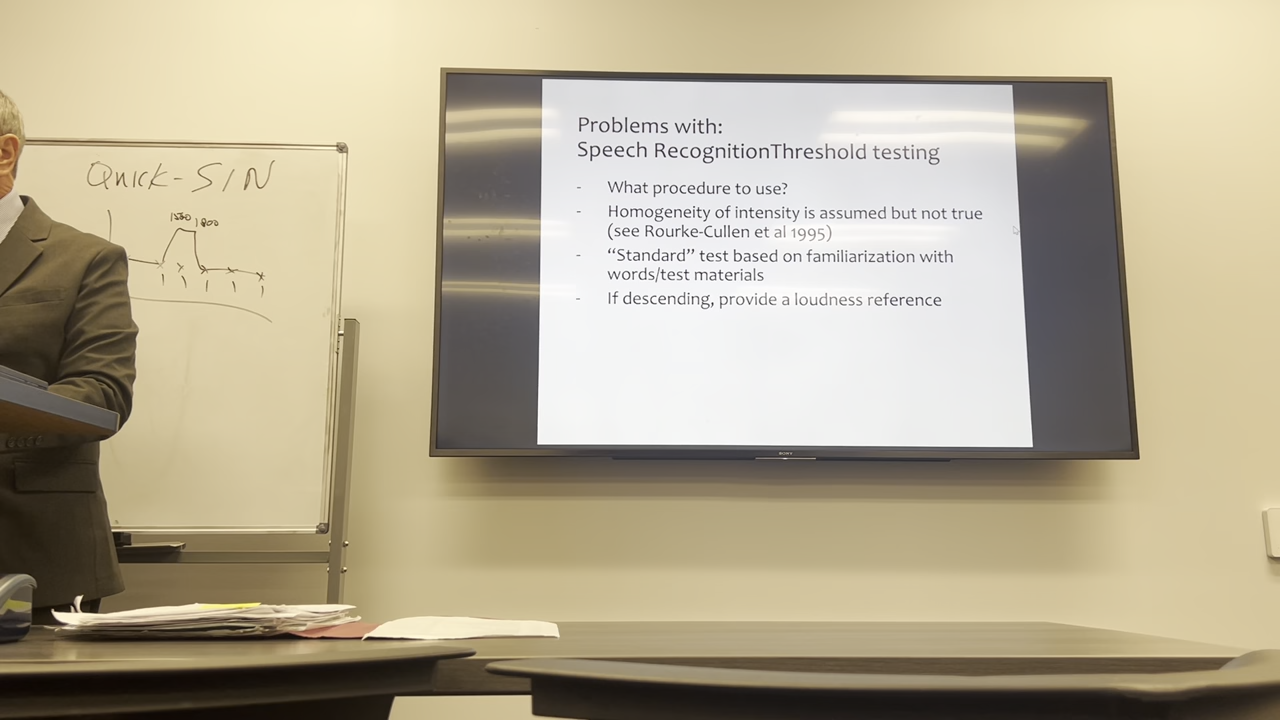 Quick-SIN
1500 1800
Problems with:
Speech RecognitionThreshold testing
- What procedure to use?
- Homogeneity of intensity is assumed but not true
(see Rourke-Cullen et al 1995)
- “Standard” test based on familiarization with
words/test materials
- If descending, provide a loudness reference
SONY